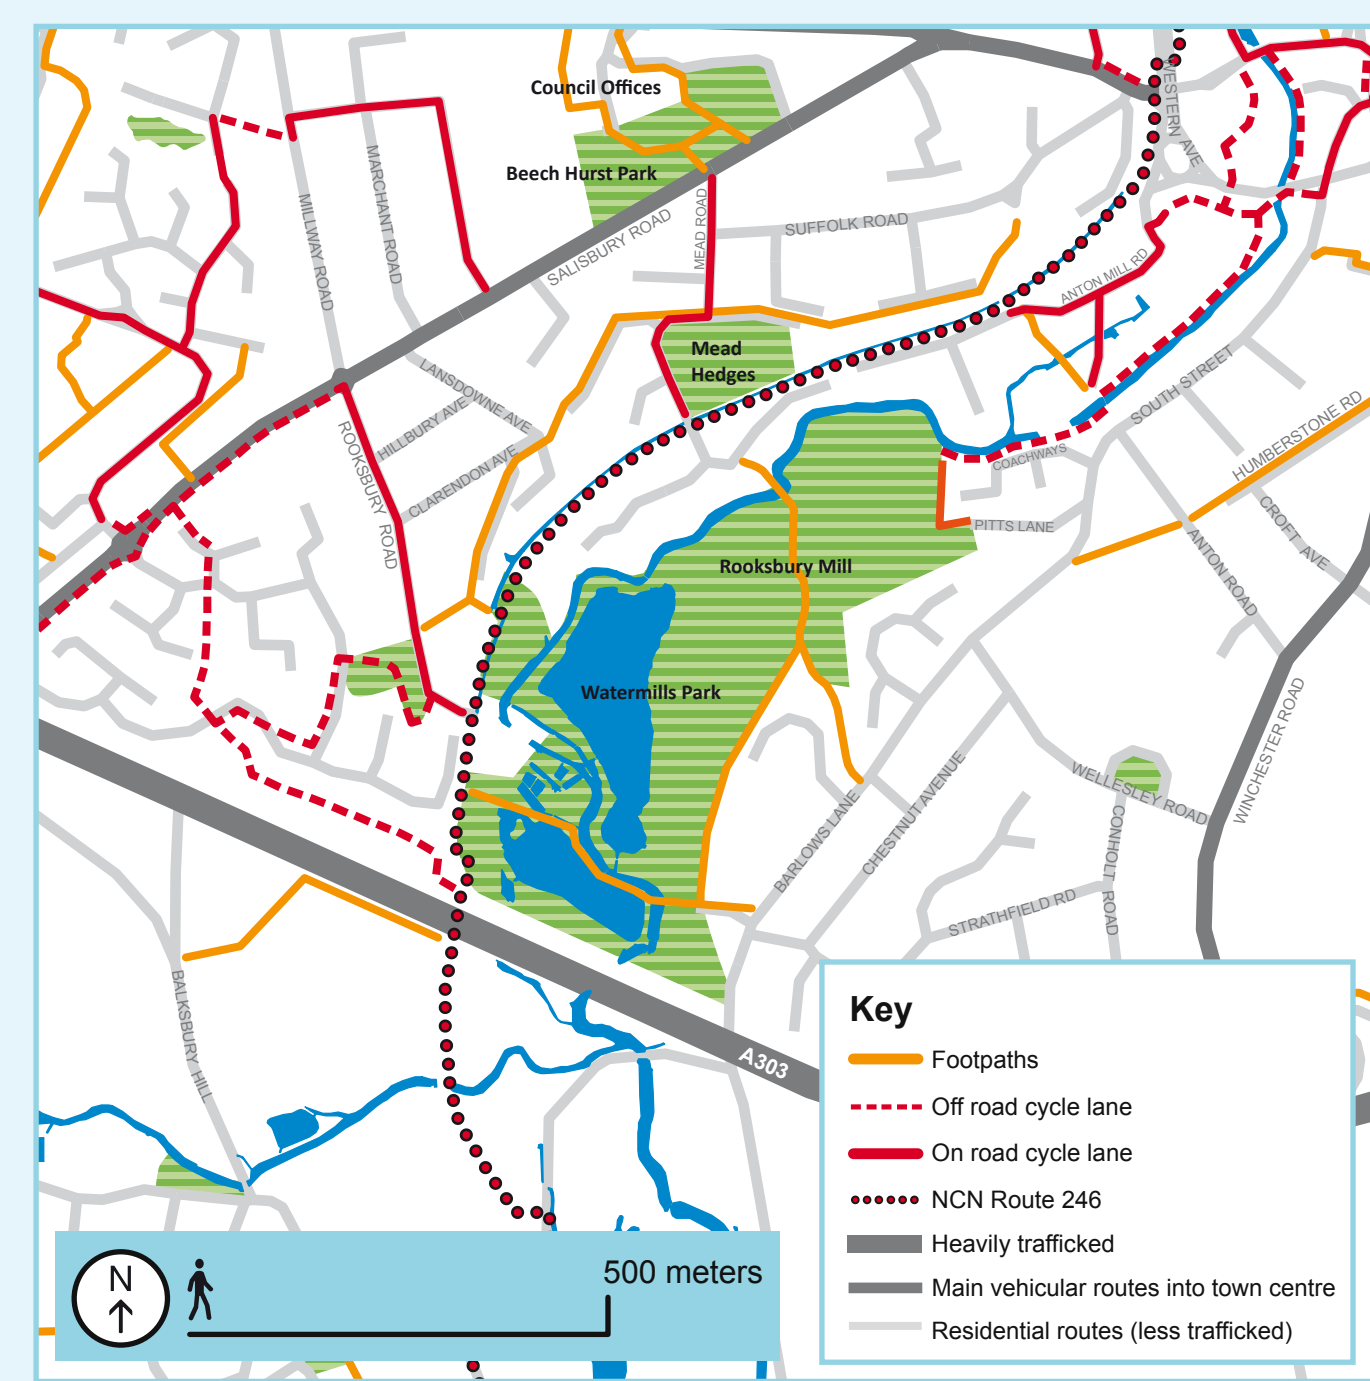 Council Offices
Beech Hurst Park
WESTERN AVE
MARCHANT ROAD
MILLWAY ROAD
SALISBURY ROAD
MEAD ROAD
SUFFOLK ROAD
ANTON MILL RD
Mead
Hedges
LANSDOWNE AVE
HILLBURY AVE
CLARENDON AVE
ROOKSBURY ROAD
SOUTH STREET
COACHWAYS
HUMBERSTONE RD
PITTS LANE
CROFT AVE
ANTON ROAD
Rooksbury Mill
Watermills Park
WINCHESTER ROAD
WELLESLEY ROAD
BARLOWS LANE
CHESTNUT AVENUE
CONHOLT ROAD
STRATHFIELD RD
BALKSBURY HILL
A303
Key
Footpaths
Off road cycle lane
On road cycle lane
NCN Route 246
Heavily trafficked
Main vehicular routes into town centre
Residential routes (less trafficked)
N
500 meters